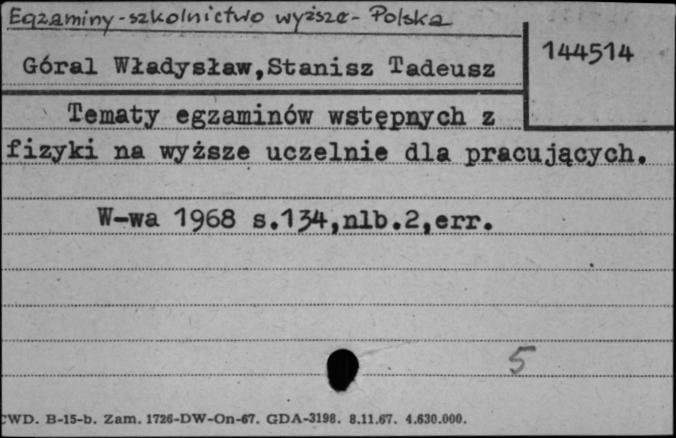 Egzaminy - szkolnictwo wyższe - Polska
144514
Góral Władysław,Stanisz Tadeusz
Tematy egzaminów wstępnych z
fizyki na wyższe uczelnie dla pracujących.
W-wa 1968 s.134,nlb.2,err.
5
CWD. B-15-b. Zam. 1726-DW-On-67. GDA-3198. 8.11.67. 4.630.000.